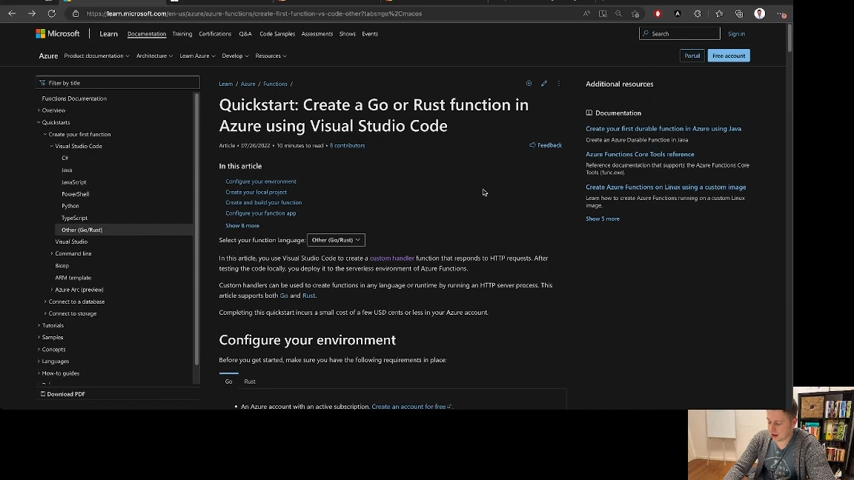 https://learn.microsoft.com/en-us/azure/azure-functions/create-first-function-vs-code-other?tabs=go%2Cmacos
Microsoft
Learn
Documentation
Training
Certifications
Q&A
Code Samples
Assessments
Shows
Events
Search
Sign in
Azure
Product documentation
Architecture
Learn Azure
Develop
Resources
Portal
Free account
Filter by title
Functions Documentation
Overview
Quickstarts
Create your first function
Visual Studio Code
C#
Java
JavaScript
PowerShell
Python
TypeScript
Other (Go/Rust)
Visual Studio
Command line
Bicep
ARM template
Azure Arc (preview)
Connect to a database
Connect to storage
Tutorials
Samples
Concepts
Languages
How-to guides
Download PDF
Learn / Azure / Functions /
Quickstart: Create a Go or Rust function in
Azure using Visual Studio Code
Article • 07/26/2022 • 10 minutes to read • 8 contributors
Feedback
In this article
Configure your environment
Create your local project
Create and build your function
Configure your function app
Show 8 more
Select your function language: Other (Go/Rust)
In this article, you use Visual Studio Code to create a custom handler function that responds to HTTP requests. After
testing the code locally, you deploy it to the serverless environment of Azure Functions.
Custom handlers can be used to create functions in any language or runtime by running an HTTP server process. This
article supports both Go and Rust.
Completing this quickstart incurs a small cost of a few USD cents or less in your Azure account.
Configure your environment
Before you get started, make sure you have the following requirements in place:
Go
Rust
• An Azure account with an active subscription. Create an account for free.
Additional resources
Documentation
Create your first durable function in Azure using Java
Create an Azure Durable Function in Java
Azure Functions Core Tools reference
Reference documentation that supports the Azure Functions Core
Tools (func.exe).
Create Azure Functions on Linux using a custom image
Learn how to create Azure Functions running on a custom Linux
image.
Show 5 more